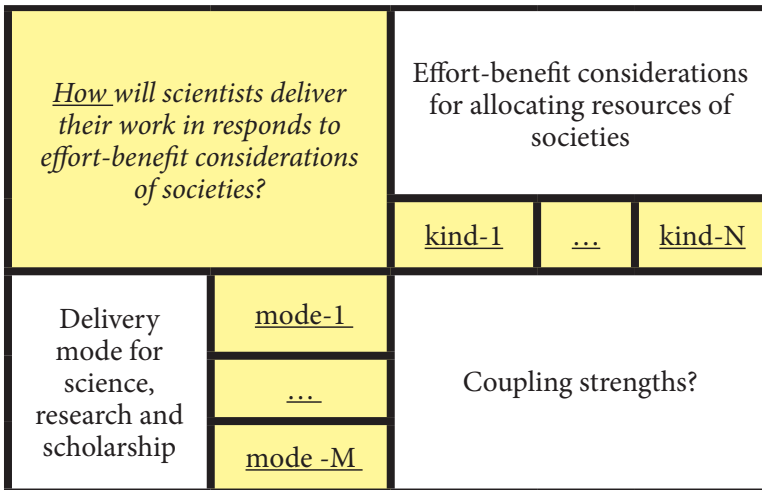 How will scientists deliver
their work in responds to
effort-benefit considerations
of societies?
Effort-benefit considerations
for allocating resources of
societies
kind-1
...
kind-N
Delivery
mode for
science,
research and
scholarship
mode-1
...
mode -M
Coupling strengths?